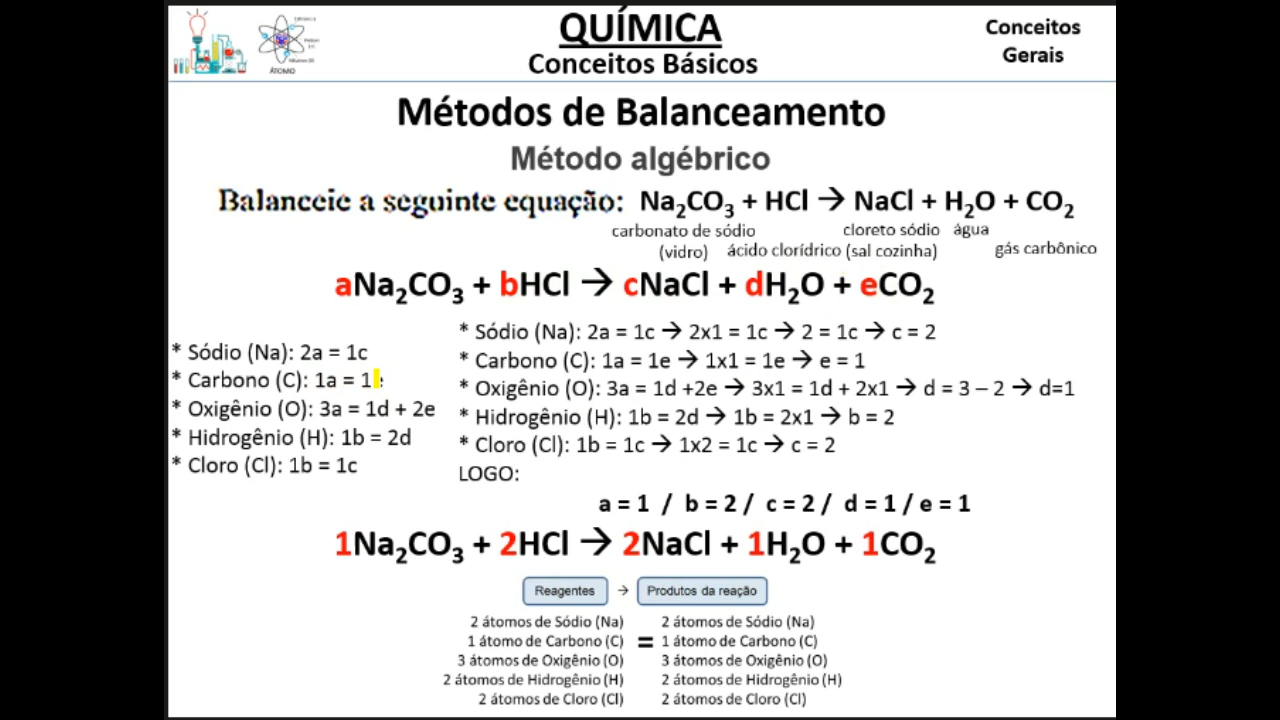 QUÍMICA
Conceitos Básicos
Conceitos
Gerais
ÁTOMO
Métodos de Balanceamento
Método algébrico
Balanceie a seguinte equação: Na₂CO₃ + HCl → NaCl + H₂O + CO₂
carbonato de sódio cloreto sódio água
(vidro) ácido clorídrico (sal cozinha) gás carbônico
aNa₂CO₃ + bHCl → cNaCl + dH₂O + eCO₂
* Sódio (Na): 2a = 1c
* Carbono (C): 1a = 1e
* Oxigênio (O): 3a = 1d + 2e
* Hidrogênio (H): 1b = 2d
* Cloro (Cl): 1b = 1c
* Sódio (Na): 2a = 1c → 2x1 = 1c → 2 = 1c → c = 2
* Carbono (C): 1a = 1e → 1x1 = 1e → e = 1
* Oxigênio (O): 3a = 1d +2e → 3x1 = 1d + 2x1 → d = 3 – 2 → d=1
* Hidrogênio (H): 1b = 2d → 1b = 2x1 → b = 2
* Cloro (Cl): 1b = 1c → 1x2 = 1c → c = 2
LOGO:
a = 1 / b = 2 / c = 2 / d = 1 / e = 1
1Na₂CO₃ + 2HCl → 2NaCl + 1H₂O + 1CO₂
Reagentes → Produtos da reação
2 átomos de Sódio (Na) 2 átomos de Sódio (Na)
1 átomo de Carbono (C) = 1 átomo de Carbono (C)
3 átomos de Oxigênio (O) 3 átomos de Oxigênio (O)
2 átomos de Hidrogênio (H) 2 átomos de Hidrogênio (H)
2 átomos de Cloro (Cl) 2 átomos de Cloro (Cl)